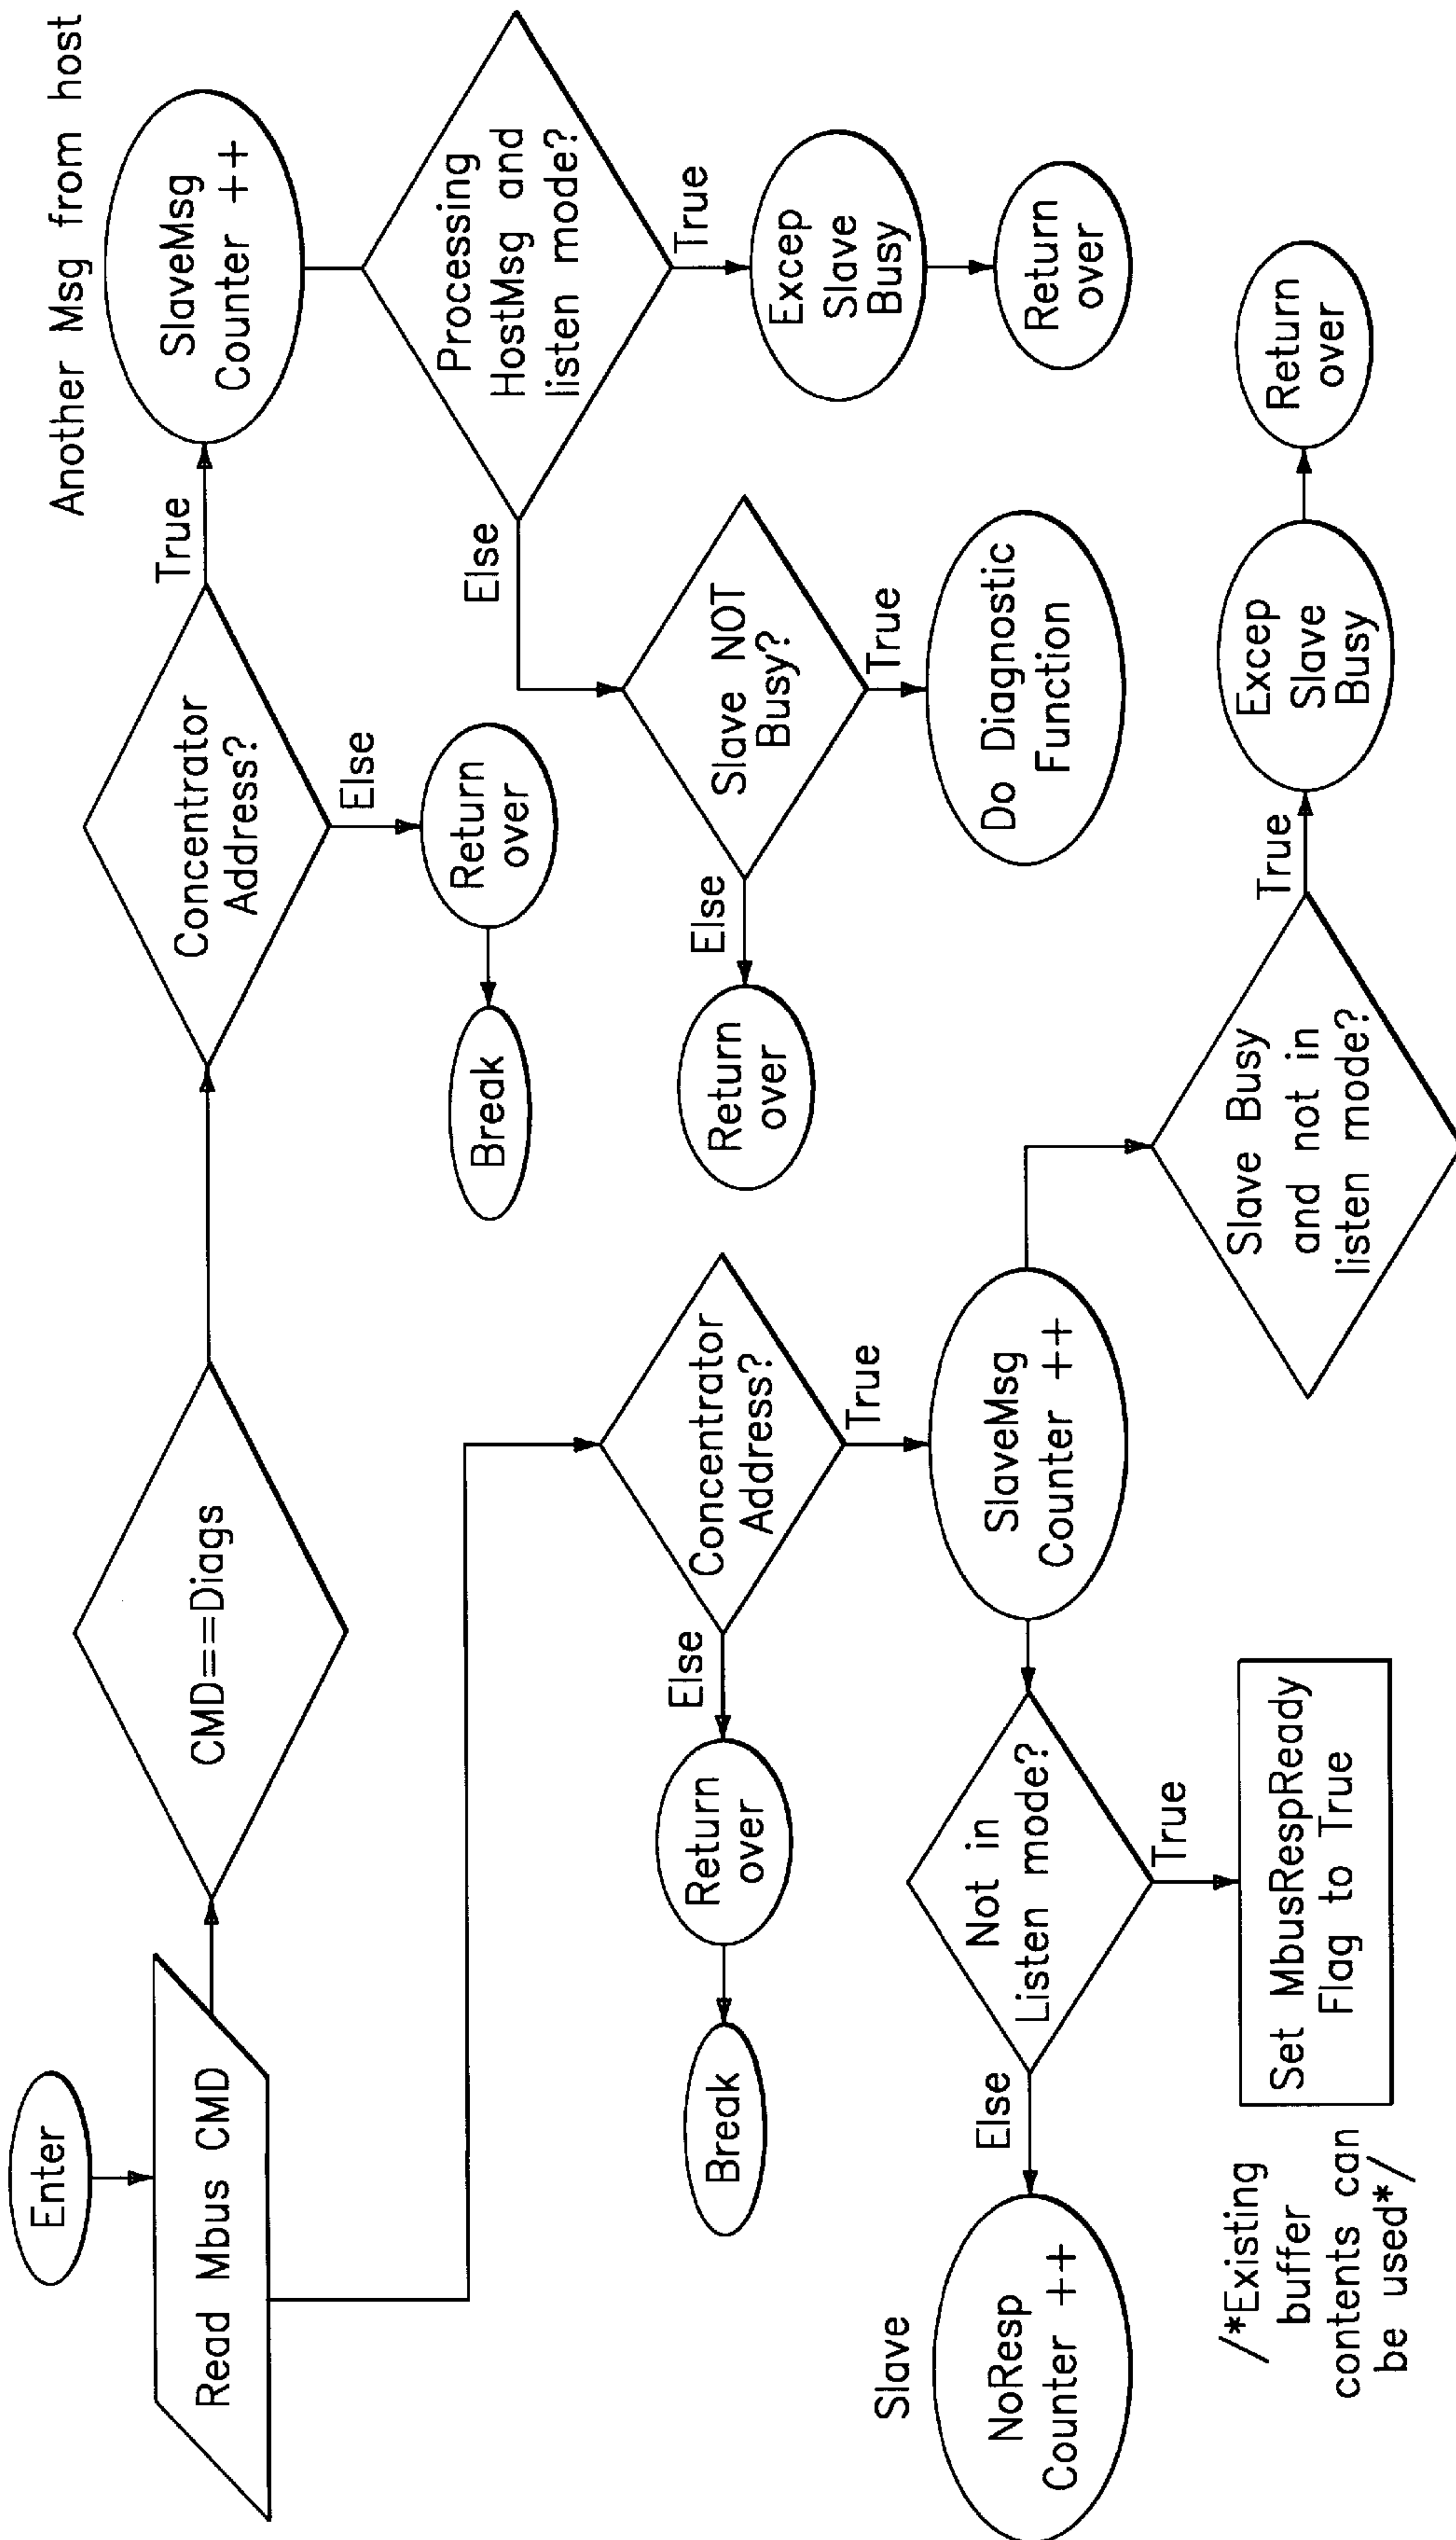 Another Msg from host
Enter
Read Mbus CMD
CMD==Diags
Concentrator
Address?
True
SlaveMsg
Counter ++
Else
Return
over
Break
Processing
HostMsg and
listen mode?
True
Excep
Slave
Busy
Return
over
Else
Slave NOT
Busy?
Else
Return
over
True
Do Diagnostic
Function
Concentrator
Address?
Else
Return
over
Break
True
SlaveMsg
Counter ++
Not in
Listen mode?
Else
Slave
NoResp
Counter ++
True
Set MbusRespReady
Flag to True
/*Existing
buffer
contents can
be used*/
Slave Busy
and not in
listen mode?
True
Excep
Slave
Busy
Return
over